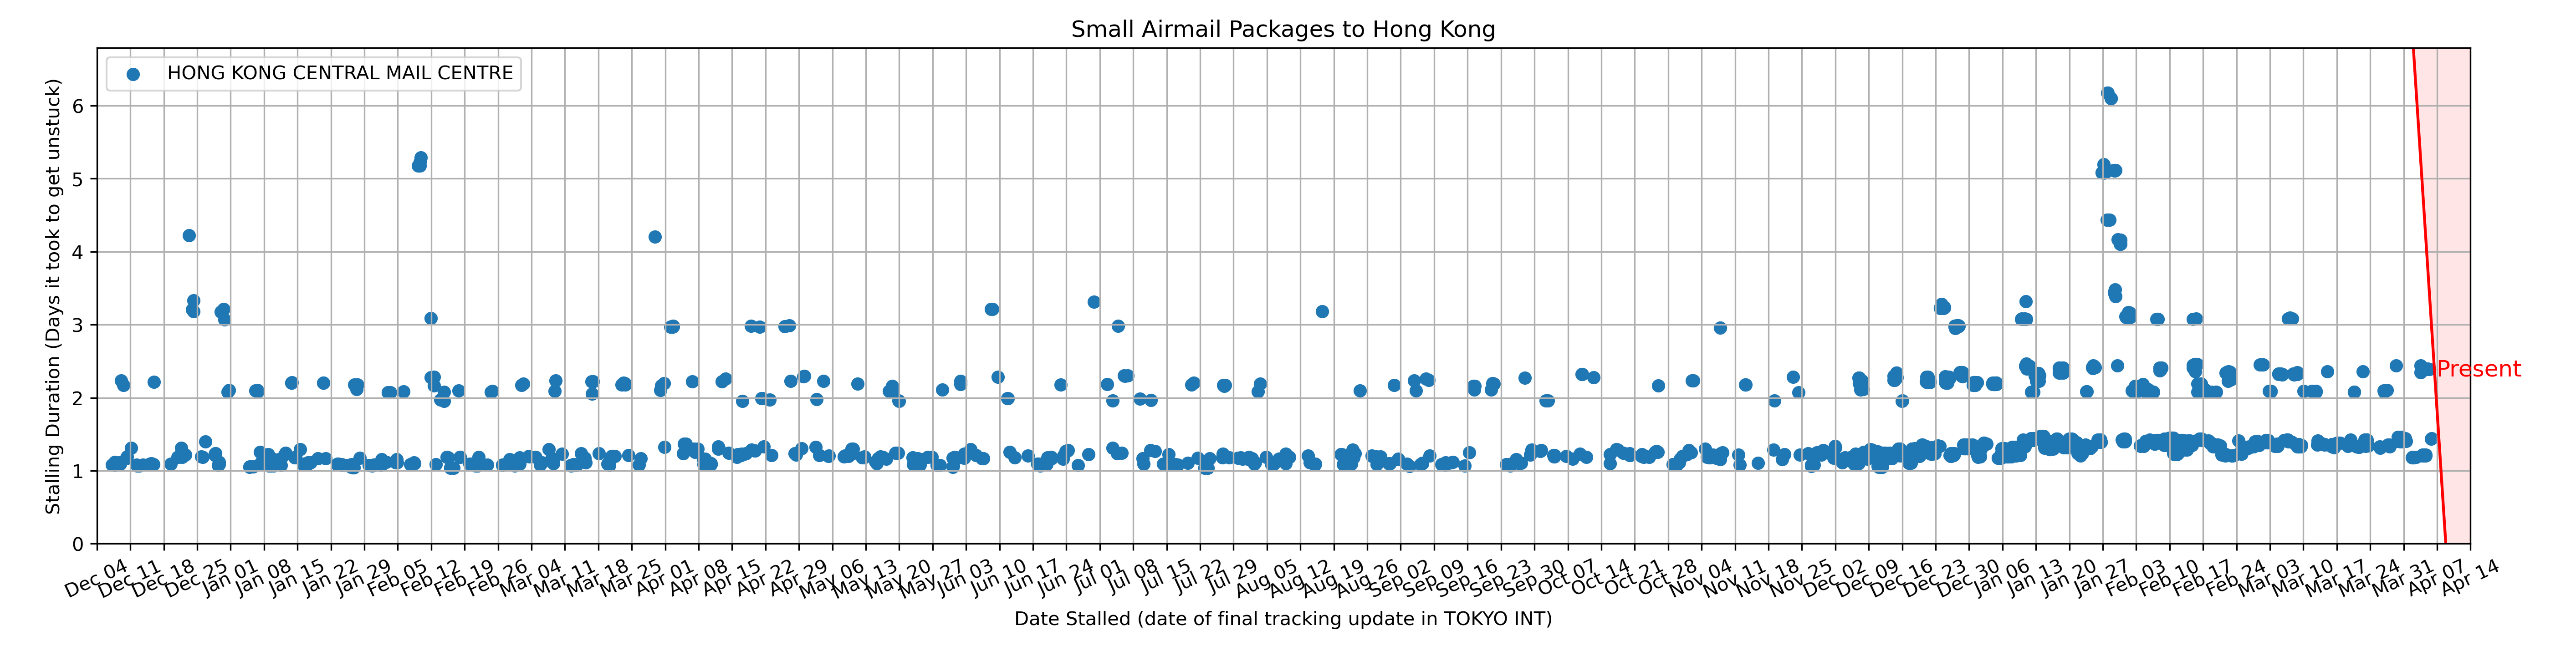 Small Airmail Packages to Hong Kong
HONG KONG CENTRAL MAIL CENTRE
Stalling Duration (Days it took to get unstuck)
6
5
4
3
2
1
0
Present
Dec 04 Dec 11 Dec 18 Dec 25 Jan 01 Jan 08 Jan 15 Jan 22 Jan 29 Feb 05 Feb 12 Feb 19 Feb 26 Mar 04 Mar 11 Mar 18 Mar 25 Apr 01 Apr 08 Apr 15 Apr 22 Apr 29 May 06 May 13 May 20 May 27 Jun 03 Jun 10 Jun 17 Jun 24 Jul 01 Jul 08 Jul 15 Jul 22 Jul 29 Aug 05 Aug 12 Aug 19 Aug 26 Sep 02 Sep 09 Sep 16 Sep 23 Sep 30 Oct 07 Oct 14 Oct 21 Oct 28 Nov 04 Nov 11 Nov 18 Nov 25 Dec 02 Dec 09 Dec 16 Dec 23 Dec 30 Jan 06 Jan 13 Jan 20 Jan 27 Feb 03 Feb 10 Feb 17 Feb 24 Mar 03 Mar 10 Mar 17 Mar 24 Mar 31 Apr 07 Apr 14
Date Stalled (date of final tracking update in TOKYO INT)